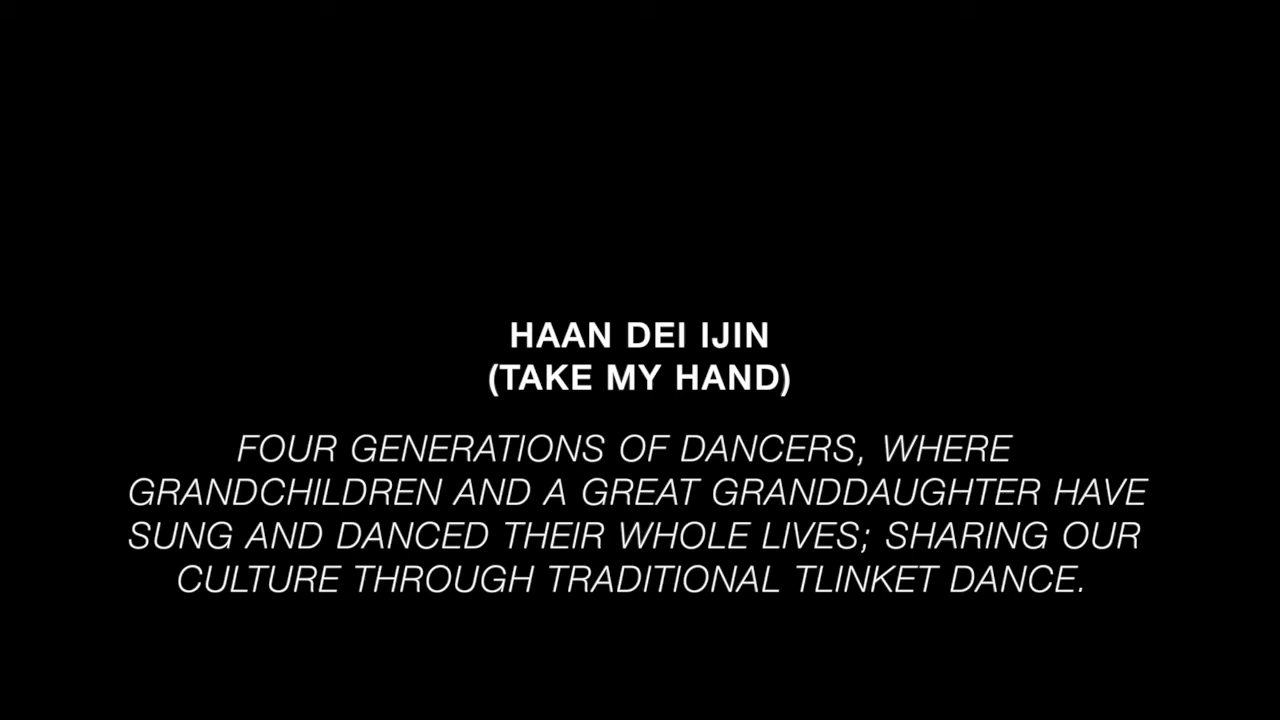 HAAN DEI IJIN
(TAKE MY HAND)
FOUR GENERATIONS OF DANCERS, WHERE
GRANDCHILDREN AND A GREAT GRANDDAUGHTER HAVE
SUNG AND DANCED THEIR WHOLE LIVES; SHARING OUR
CULTURE THROUGH TRADITIONAL TLINKET DANCE.